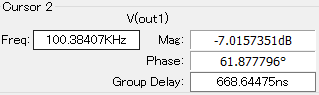 Cursor 2
V(out1)
Freq: 100.38407KHz Mag: -7.0157351dB
Phase: 61.877796°
Group Delay: 668.64475ns